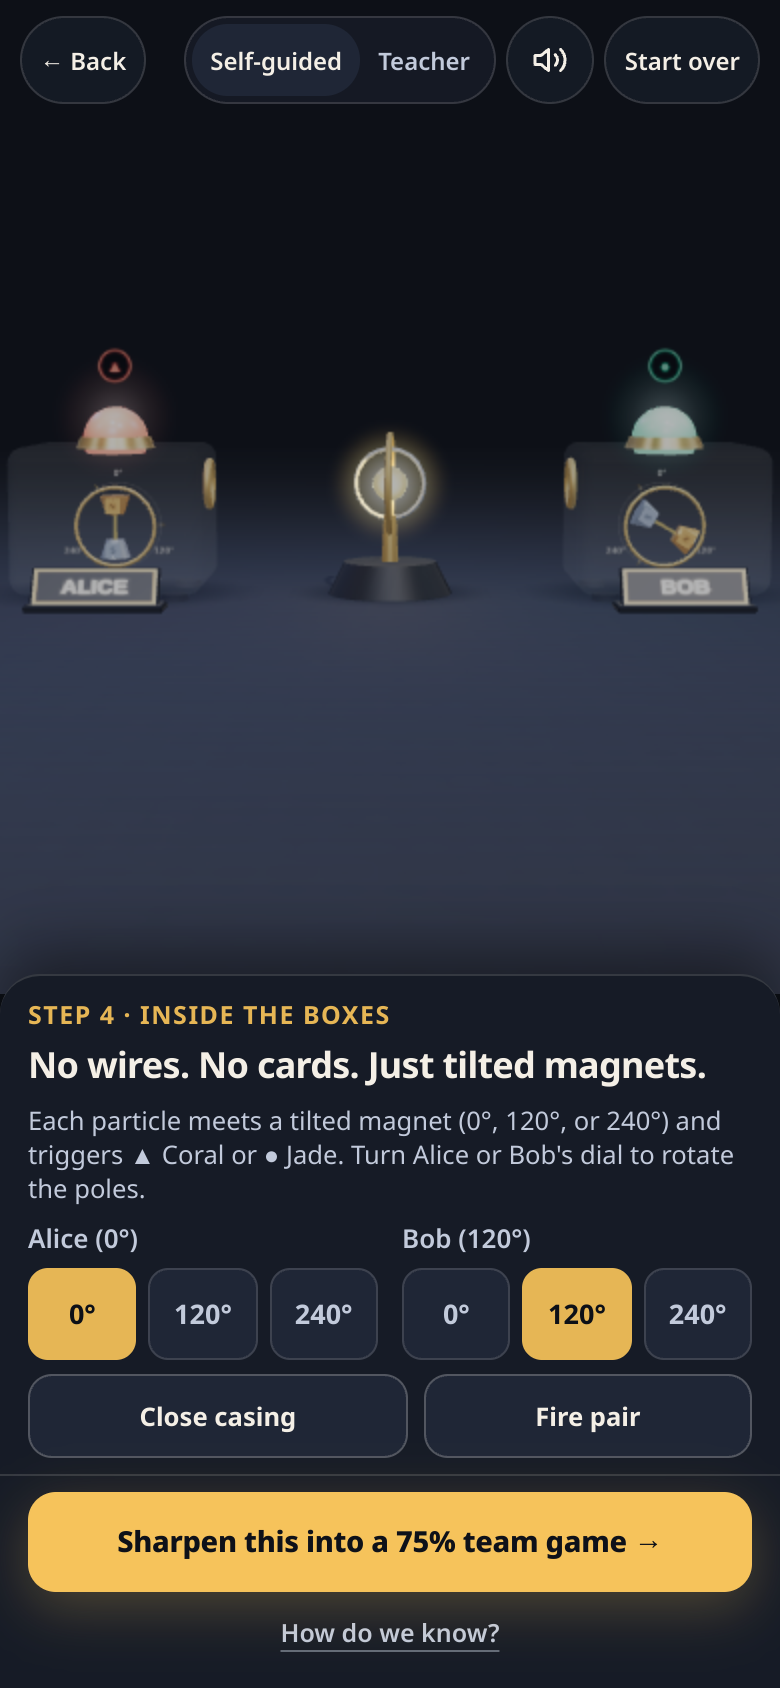 ← Back
Self-guided
Teacher
Start over
ALICE
BOB
STEP 4 · INSIDE THE BOXES
No wires. No cards. Just tilted magnets.
Each particle meets a tilted magnet (0°, 120°, or 240°) and
triggers ▲ Coral or ● Jade. Turn Alice or Bob's dial to rotate
the poles.
Alice (0°)
Bob (120°)
0°
120°
240°
0°
120°
240°
Close casing
Fire pair
Sharpen this into a 75% team game →
How do we know?